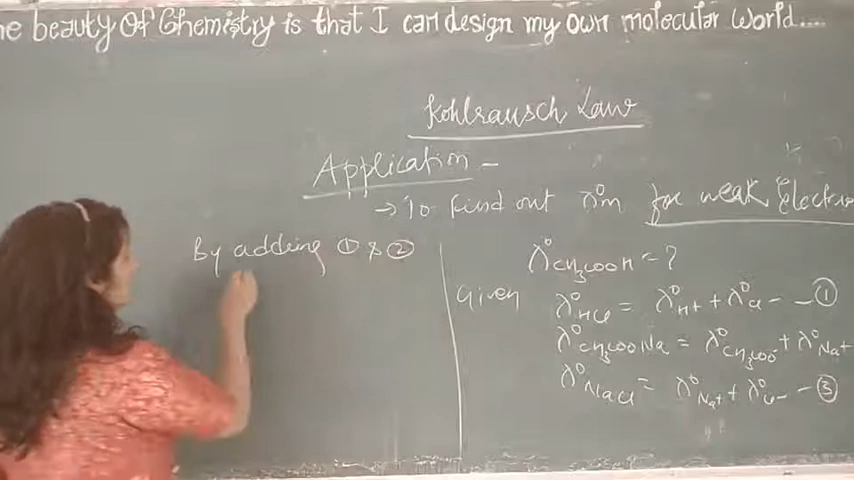 he beauty Of Chemistry is that I can design my Own molecular World....
Kohlrausch Law
Application -
→ To find out λ°m for weak Electro
By adding ① & ②
λ°CH₃COOH = ?
Given λ°HCl = λ°H+ + λ°Cl- - ①
λ°CH₃COONa = λ°CH₃COO- + λ°Na+
λ°NaCl = λ°Na+ + λ°Cl- - ③